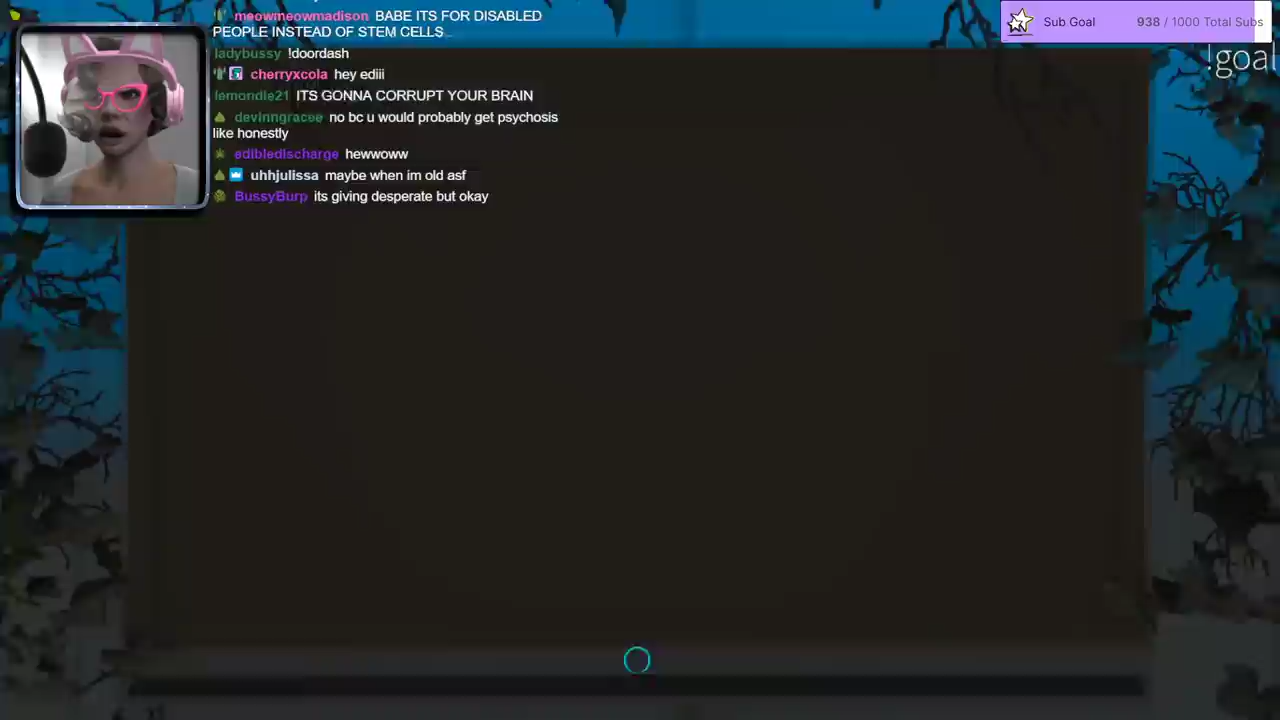 meowmeowmadison BABE ITS FOR DISABLED
PEOPLE INSTEAD OF STEM CELLS
ladybussy !doordash
cherryxcola hey ediii
lemondie21 ITS GONNA CORRUPT YOUR BRAIN
devinngracee no bc u would probably get psychosis
like honestly
edibledischarge hewwoww
uhhjulissa maybe when im old asf
BussyBurp its giving desperate but okay
Sub Goal 938 / 1000 Total Subs
!goal